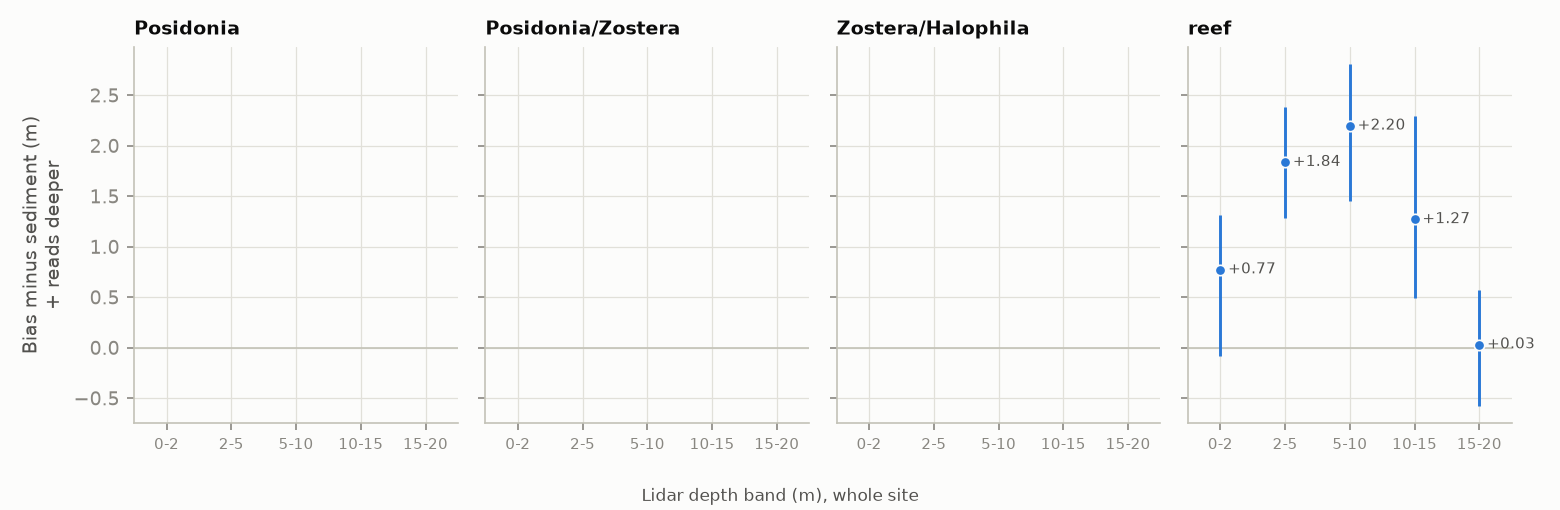 Posidonia
Posidonia/Zostera
Zostera/Halophila
reef
Bias minus sediment (m)
+ reads deeper
2.5
2.0
1.5
1.0
0.5
0.0
−0.5
+0.77
+1.84
+2.20
+1.27
+0.03
0-2 2-5 5-10 10-15 15-20
0-2 2-5 5-10 10-15 15-20
0-2 2-5 5-10 10-15 15-20
0-2 2-5 5-10 10-15 15-20
Lidar depth band (m), whole site